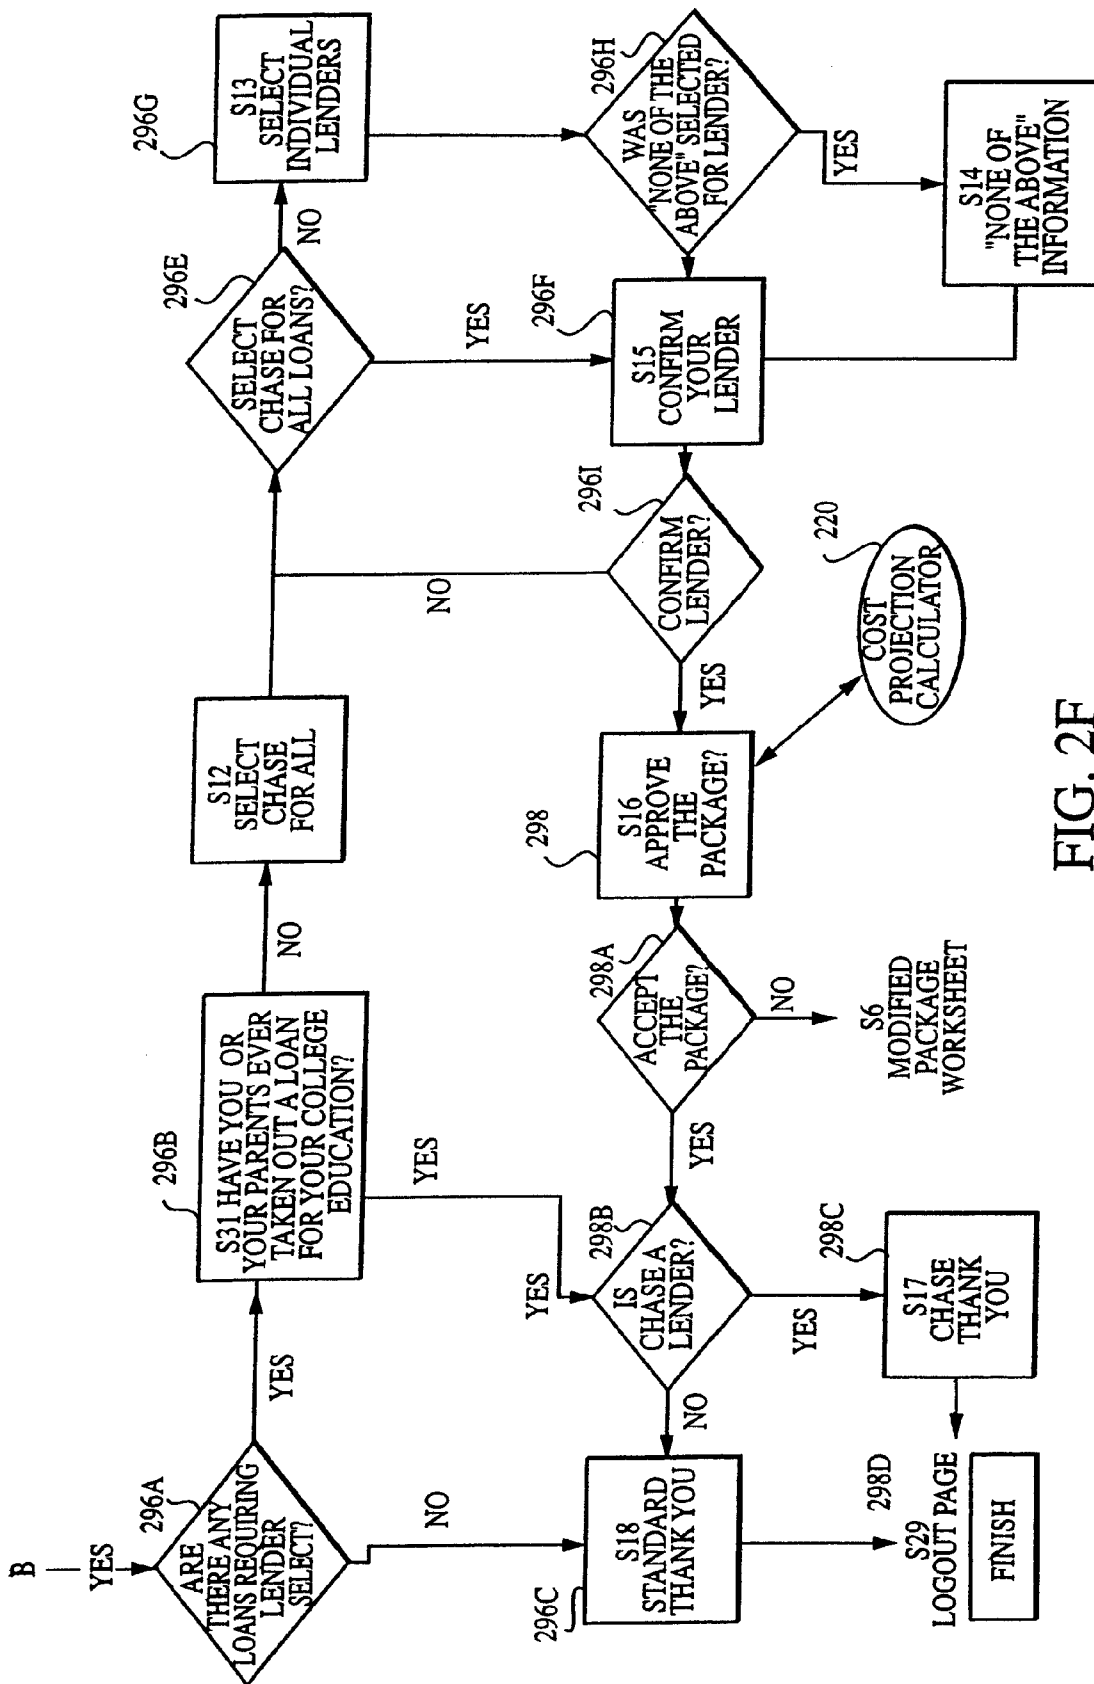 B
YES
296A
ARE
THERE ANY
LOANS REQUIRING
LENDER
SELECT?
YES
NO
296B
S31 HAVE YOU OR
YOUR PARENTS EVER
TAKEN OUT A LOAN
FOR YOUR COLLEGE
EDUCATION?
NO
YES
YES
S12
SELECT
CHASE
FOR ALL
296E
SELECT
CHASE FOR
ALL LOANS?
NO
YES
296G
S13
SELECT
INDIVIDUAL
LENDERS
296H
WAS
"NONE OF THE
ABOVE" SELECTED
FOR LENDER?
YES
S14
"NONE OF
THE ABOVE"
INFORMATION
296F
S15
CONFIRM
YOUR
LENDER
296I
CONFIRM
LENDER?
NO
YES
220
COST
PROJECTION
CALCULATOR
298
S16
APPROVE
THE
PACKAGE?
298A
ACCEPT
THE
PACKAGE?
NO
S6
MODIFIED
PACKAGE
WORKSHEET
YES
298B
IS
CHASE A
LENDER?
YES
NO
298C
S17
CHASE
THANK
YOU
296C
S18
STANDARD
THANK YOU
298D
S29
LOGOUT PAGE
FINISH
FIG. 2F